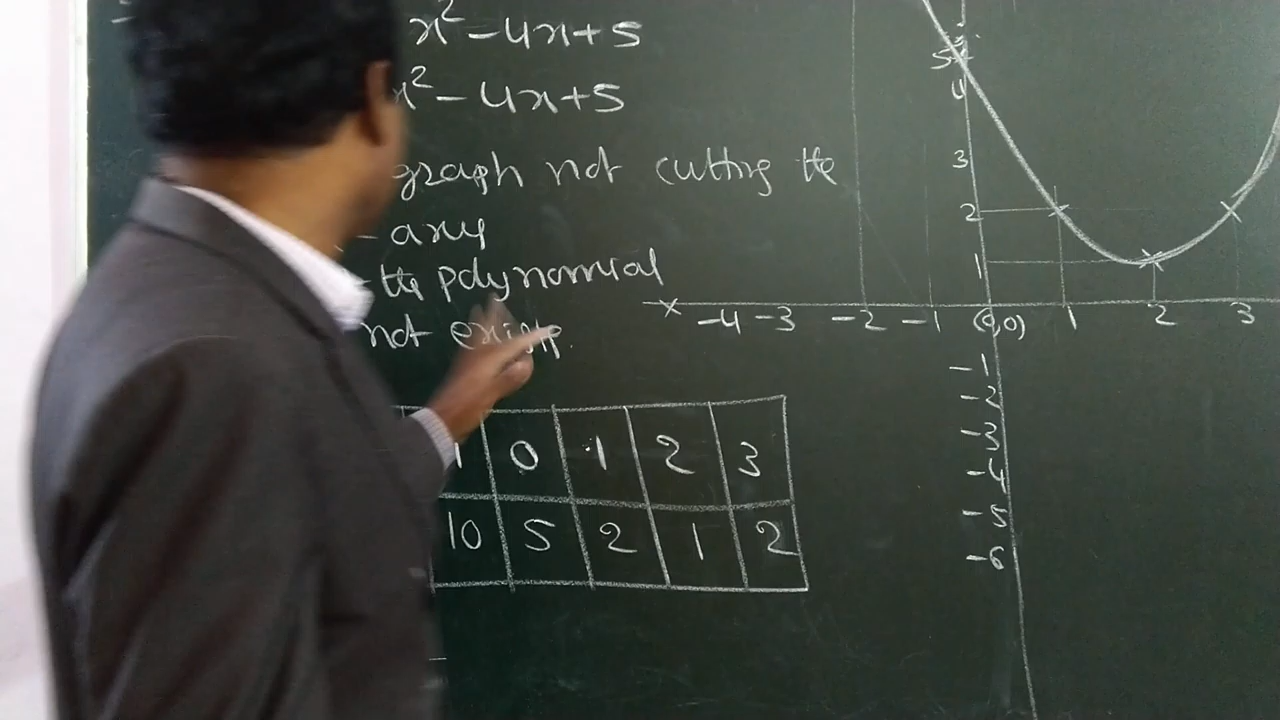 x² - 4x + 5
x² - 4x + 5
graph not cutting the
- axis
the polynomial
not exists.
1 0 1 2 3
10 5 2 1 2
5
4
3
2
1
x -4 -3 -2 -1 (0,0) 1 2 3
-1
-2
-3
-4
-5
-6